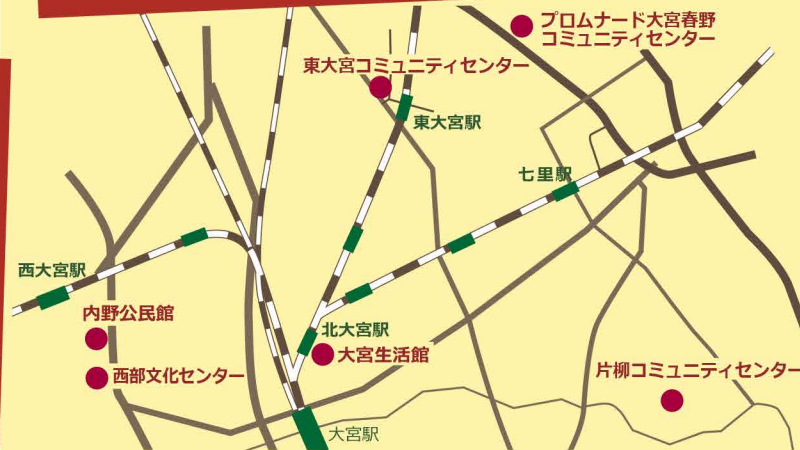 プロムナード大宮春野
コミュニティセンター
東大宮コミュニティセンター
東大宮駅
七里駅
西大宮駅
内野公民館
北大宮駅
大宮生活館
西部文化センター
片柳コミュニティセンター
大宮駅